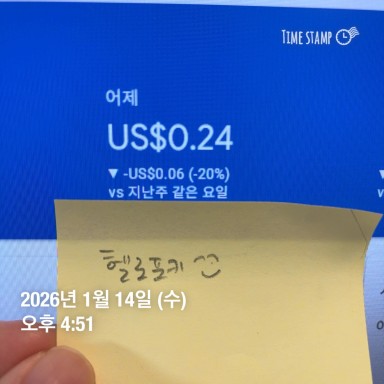 TIME STAMP
어제
US$0.24
▼ -US$0.06 (-20%)
vs 지난주 같은 요일
헬로포키
2026년 1월 14일 (수)
오후 4:51